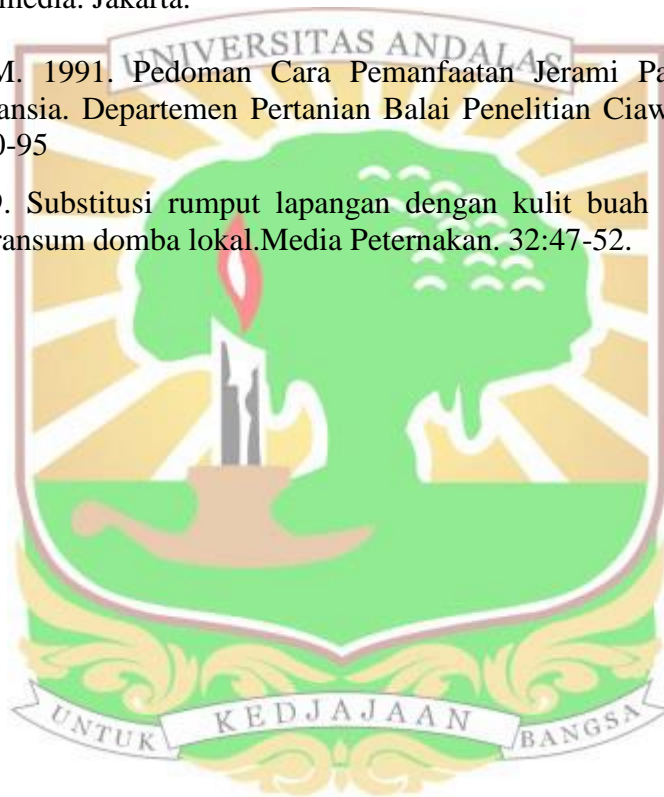 media. Jakarta.
UNIVERSITAS ANDALAS
M. 1991. Pedoman Cara Pemanfaatan Jerami Pa
ansia. Departemen Pertanian Balai Penelitian Ciaw
0-95
. Substitusi rumput lapangan dengan kulit buah
ransum domba lokal.Media Peternakan. 32:47-52.
UNTUK KEDJAJAAN BANGSA